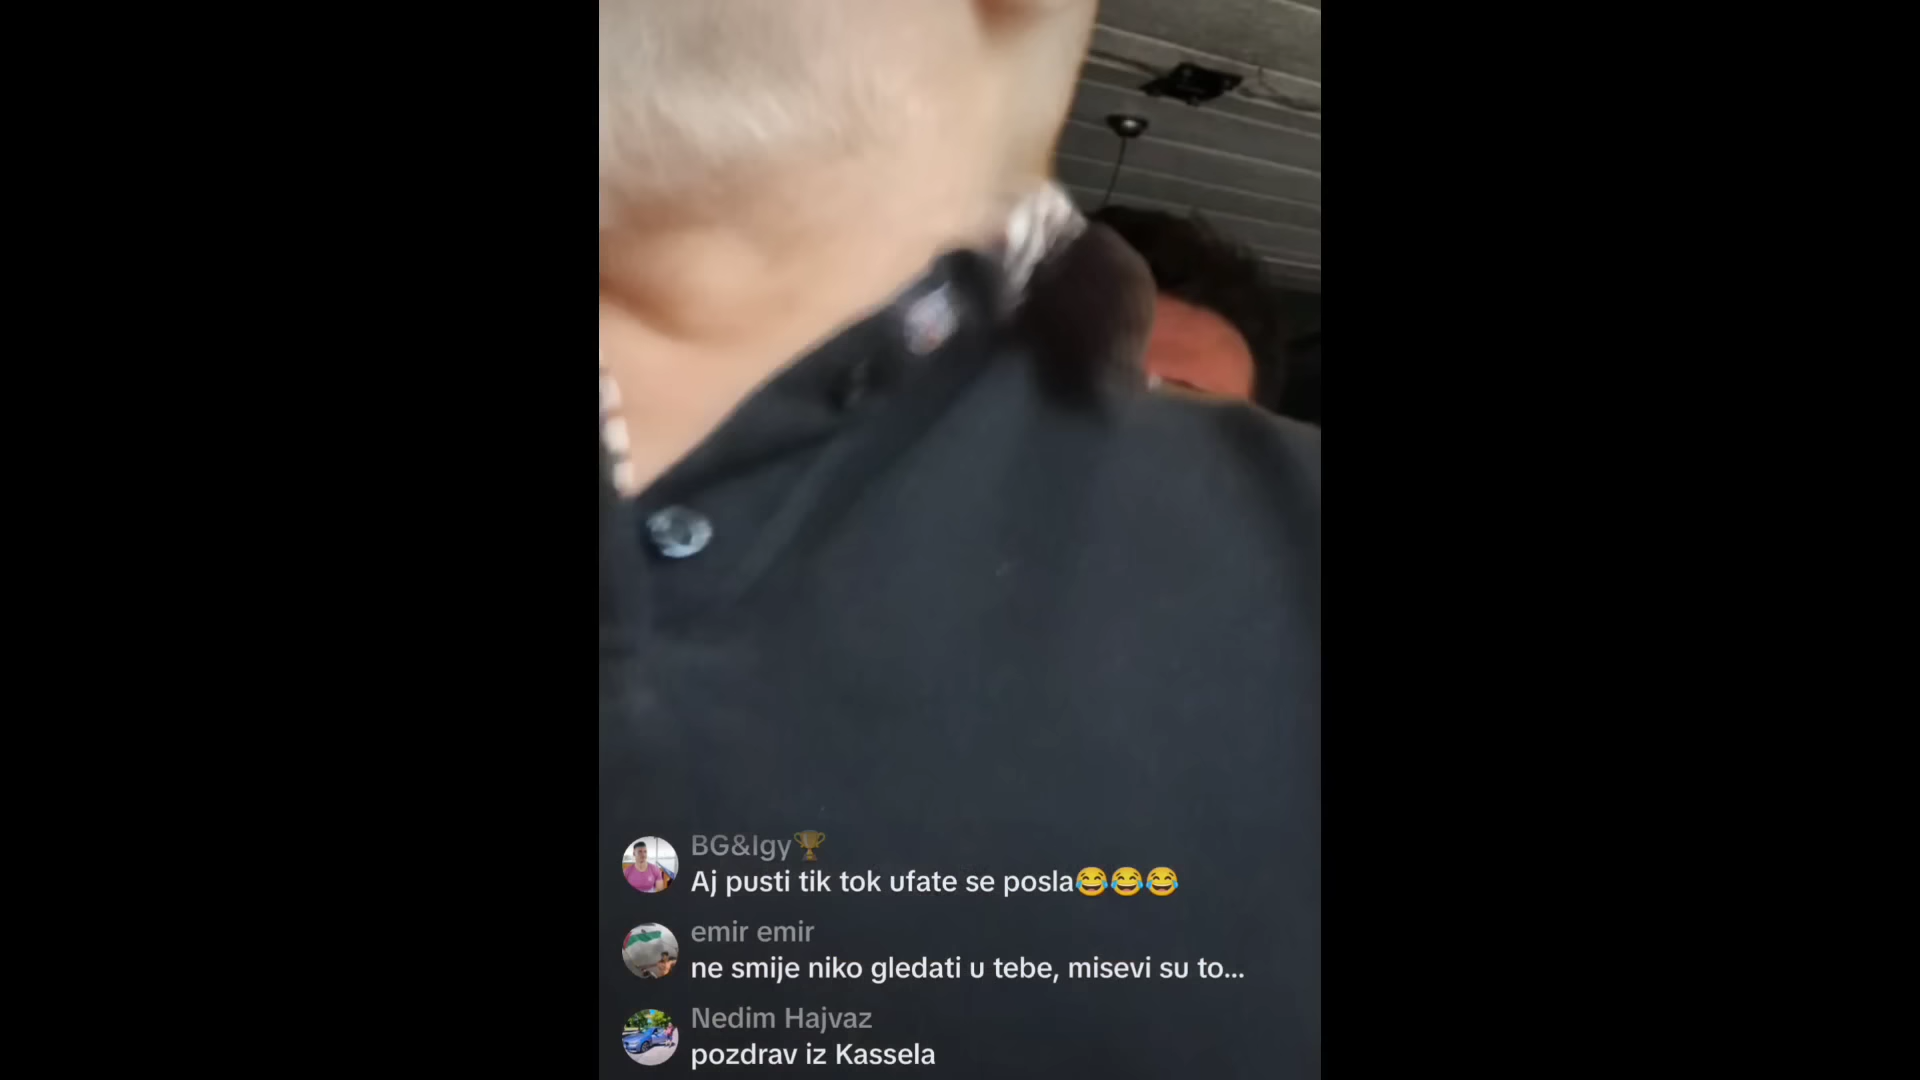 BG&Igy🏆
Aj pusti tik tok ufate se posla😂😂😂
emir emir
ne smije niko gledati u tebe, misevi su to...
Nedim Hajvaz
pozdrav iz Kassela